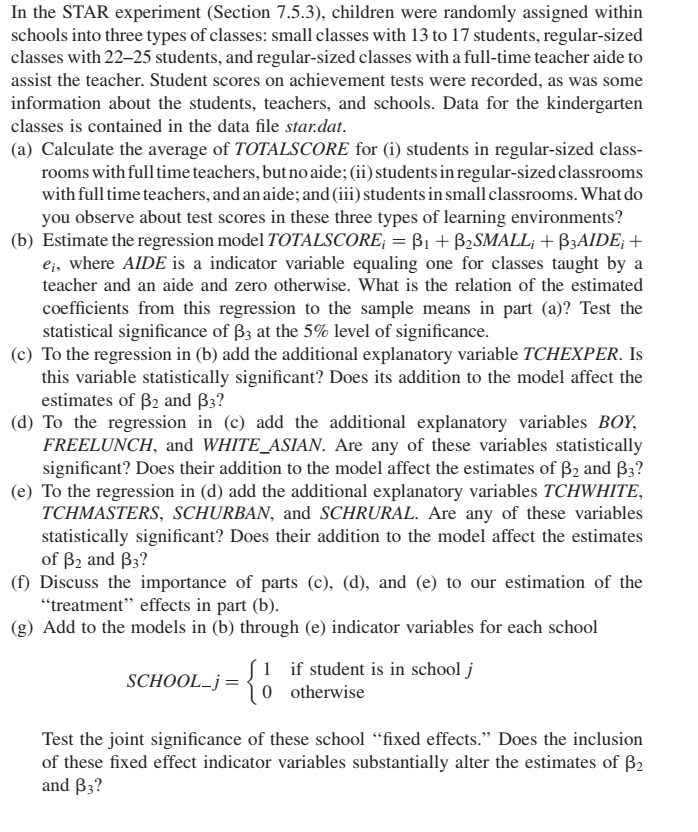 In the STAR experiment (Section 7.5.3), children were randomly assigned within
schools into three types of classes: small classes with 13 to 17 students, regular-sized
classes with 22–25 students, and regular-sized classes with a full-time teacher aide to
assist the teacher. Student scores on achievement tests were recorded, as was some
information about the students, teachers, and schools. Data for the kindergarten
classes is contained in the data file star.dat.
(a) Calculate the average of TOTALSCORE for (i) students in regular-sized class-
rooms with full time teachers, but no aide; (ii) students in regular-sized classrooms
with full time teachers, and an aide; and (iii) students in small classrooms. What do
you observe about test scores in these three types of learning environments?
(b) Estimate the regression model TOTALSCOREᵢ = β₁ + β₂SMALLᵢ + β₃AIDEᵢ +
eᵢ, where AIDE is a indicator variable equaling one for classes taught by a
teacher and an aide and zero otherwise. What is the relation of the estimated
coefficients from this regression to the sample means in part (a)? Test the
statistical significance of β₃ at the 5% level of significance.
(c) To the regression in (b) add the additional explanatory variable TCHEXPER. Is
this variable statistically significant? Does its addition to the model affect the
estimates of β₂ and β₃?
(d) To the regression in (c) add the additional explanatory variables BOY,
FREELUNCH, and WHITE_ASIAN. Are any of these variables statistically
significant? Does their addition to the model affect the estimates of β₂ and β₃?
(e) To the regression in (d) add the additional explanatory variables TCHWHITE,
TCHMASTERS, SCHURBAN, and SCHRURAL. Are any of these variables
statistically significant? Does their addition to the model affect the estimates
of β₂ and β₃?
(f) Discuss the importance of parts (c), (d), and (e) to our estimation of the
“treatment” effects in part (b).
(g) Add to the models in (b) through (e) indicator variables for each school
SCHOOL_j = { 1 if student is in school j
0 otherwise
Test the joint significance of these school “fixed effects.” Does the inclusion
of these fixed effect indicator variables substantially alter the estimates of β₂
and β₃?